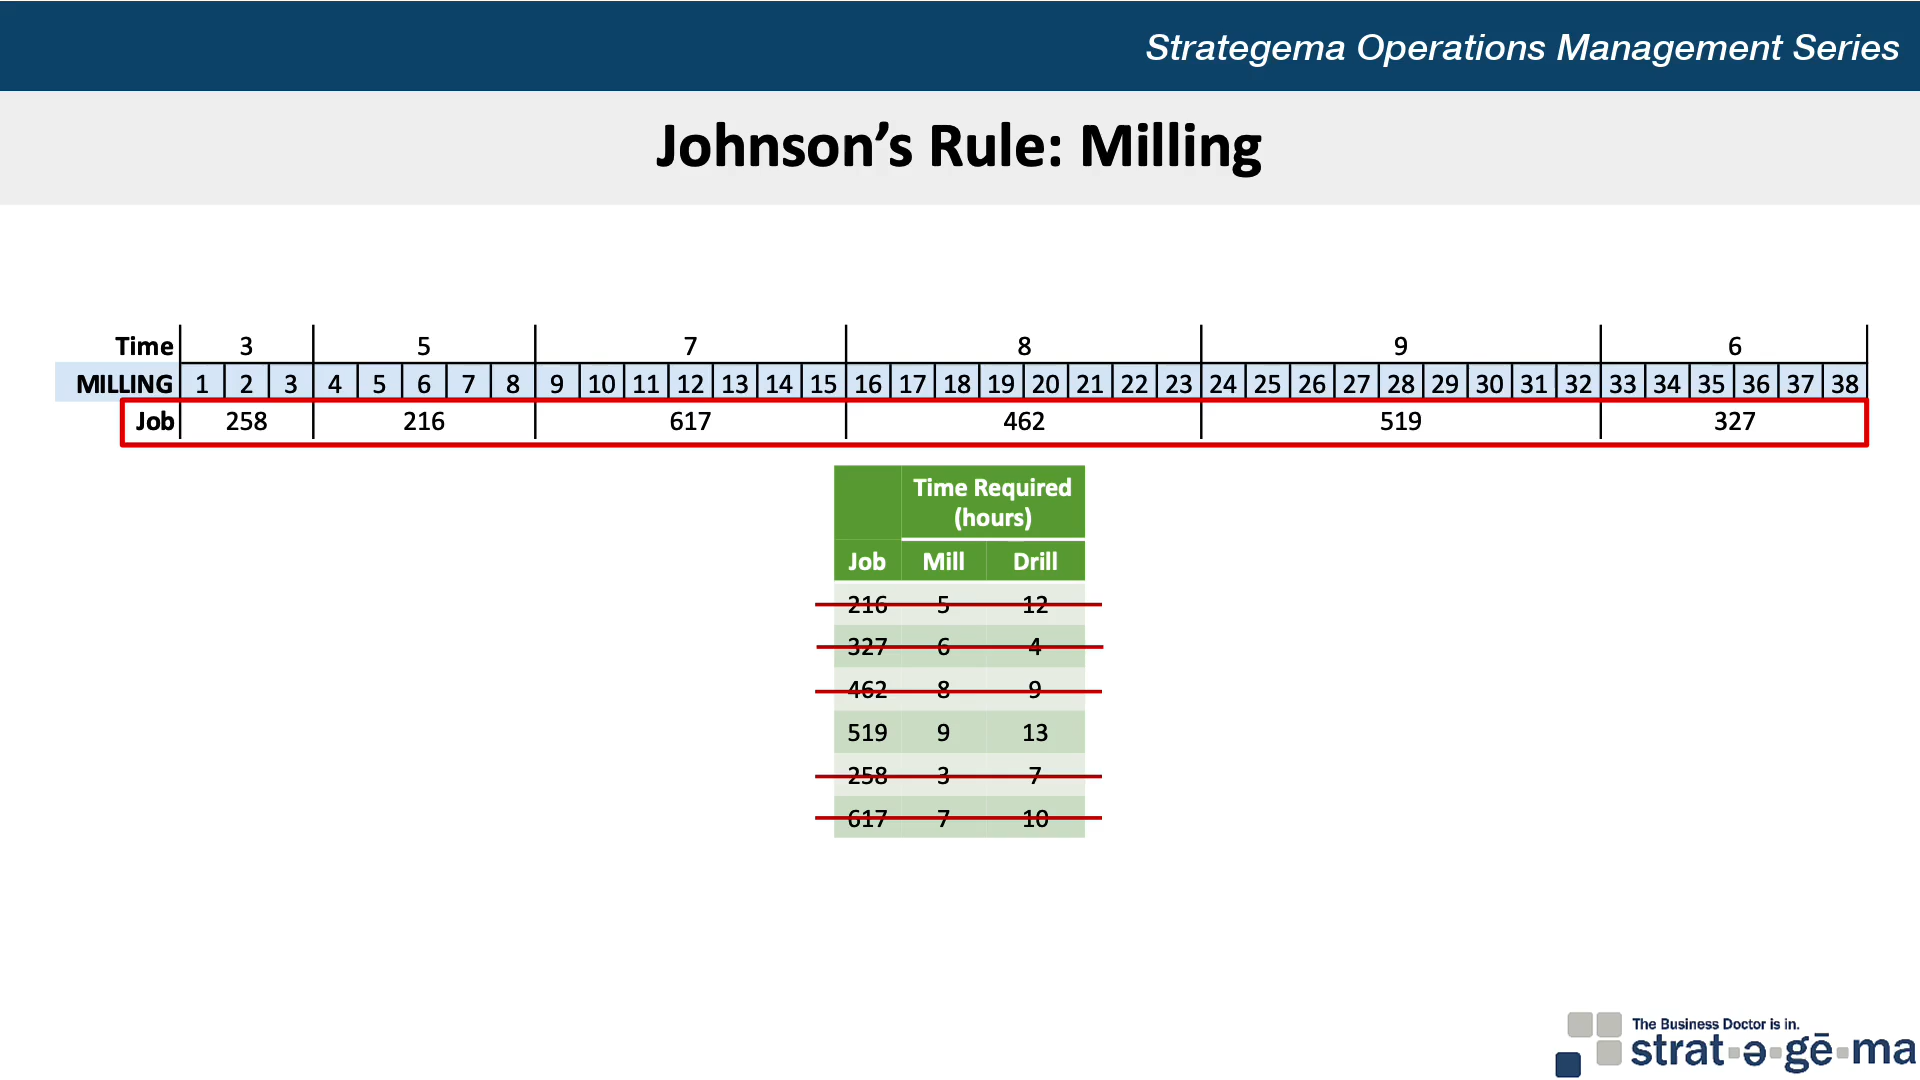 Strategema Operations Management Series
Johnson’s Rule: Milling
Time 3 5 7 8 9 6
MILLING 1 2 3 4 5 6 7 8 9 10 11 12 13 14 15 16 17 18 19 20 21 22 23 24 25 26 27 28 29 30 31 32 33 34 35 36 37 38
Job 258 216 617 462 519 327
Time Required
(hours)
Job Mill Drill
216 5 12
327 6 4
462 8 9
519 9 13
258 3 7
617 7 10
The Business Doctor is in.
strat-ə-gē-ma